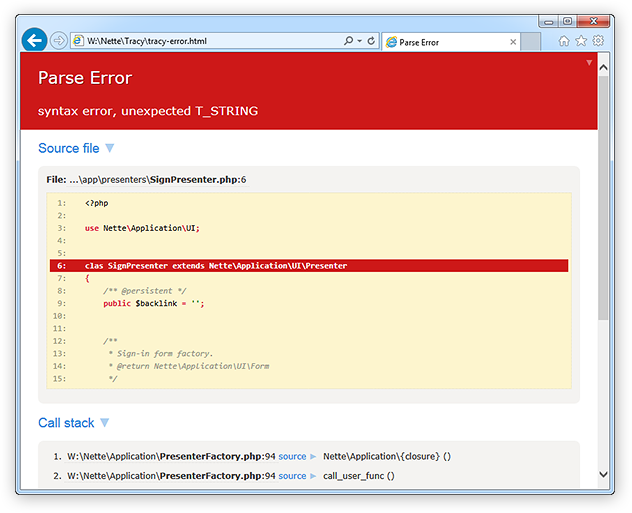 W:\Nette\Tracy\tracy-error.html
Parse Error
Parse Error
syntax error, unexpected T_STRING
Source file ▼
File: ...\app\presenters\SignPresenter.php:6
1: <?php
2:
3: use Nette\Application\UI;
4:
5:
6: clas SignPresenter extends Nette\Application\UI\Presenter
7: {
8: /** @persistent */
9: public $backlink = '';
10:
11:
12: /**
13: * Sign-in form factory.
14: * @return Nette\Application\UI\Form
15: */
Call stack ▼
1. W:\Nette\Application\PresenterFactory.php:94 source ► Nette\Application\{closure} ()
2. W:\Nette\Application\PresenterFactory.php:94 source ► call_user_func ()